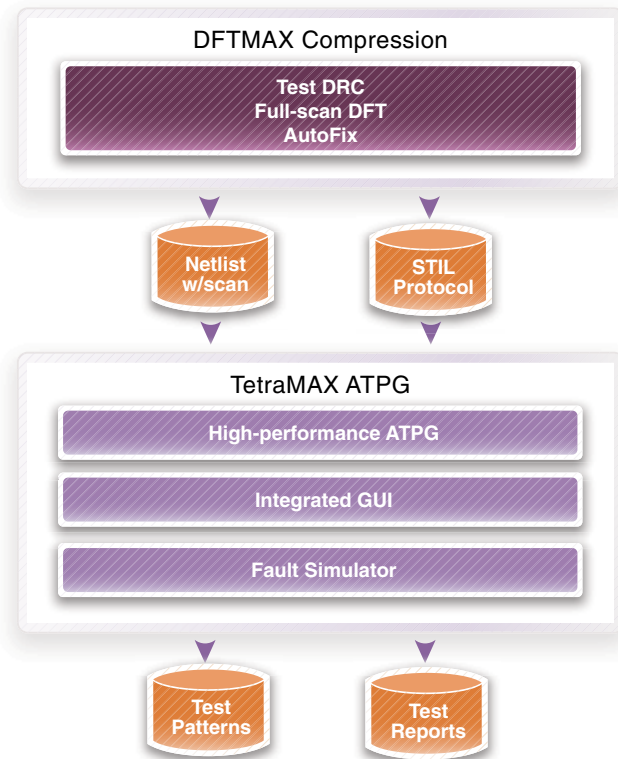 DFTMAX Compression
Test DRC
Full-scan DFT
AutoFix
Netlist
w/scan
STIL
Protocol
TetraMAX ATPG
High-performance ATPG
Integrated GUI
Fault Simulator
Test
Patterns
Test
Reports